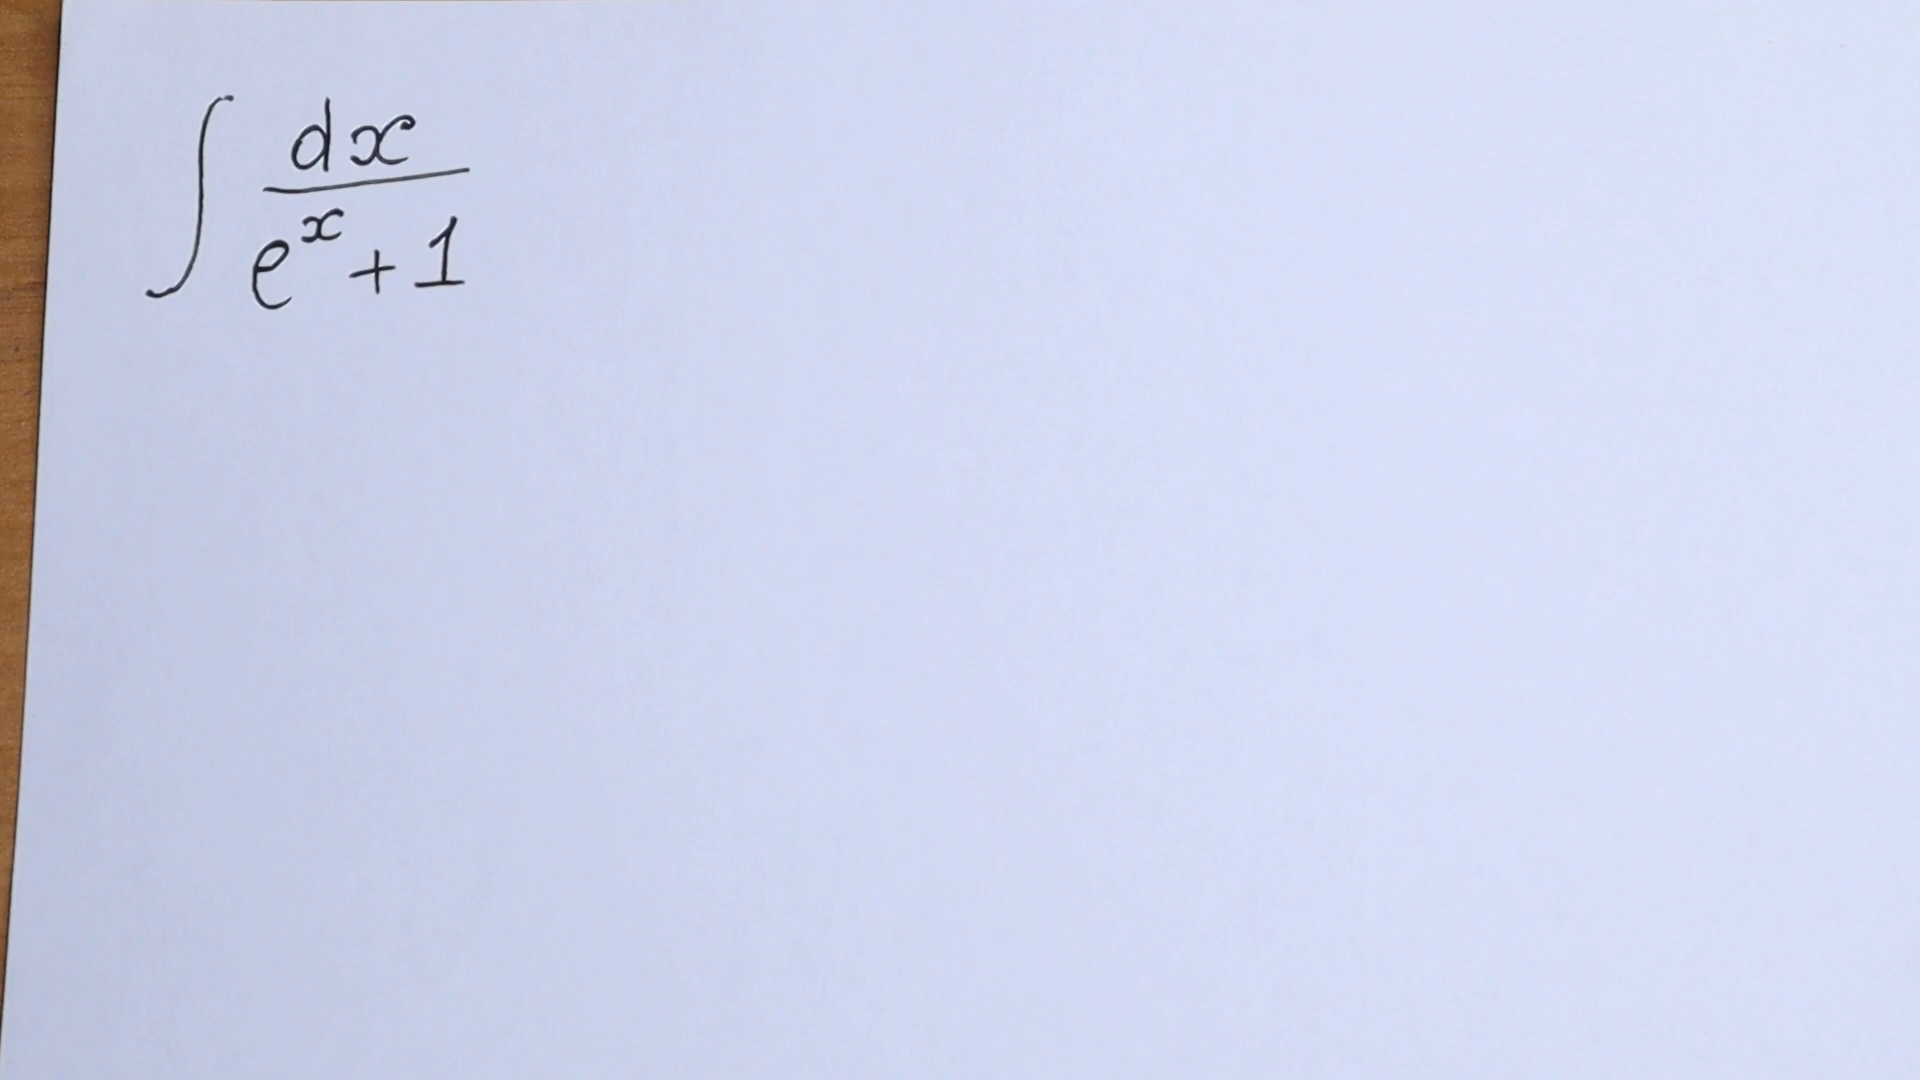 ∫ dx / (e^x + 1)